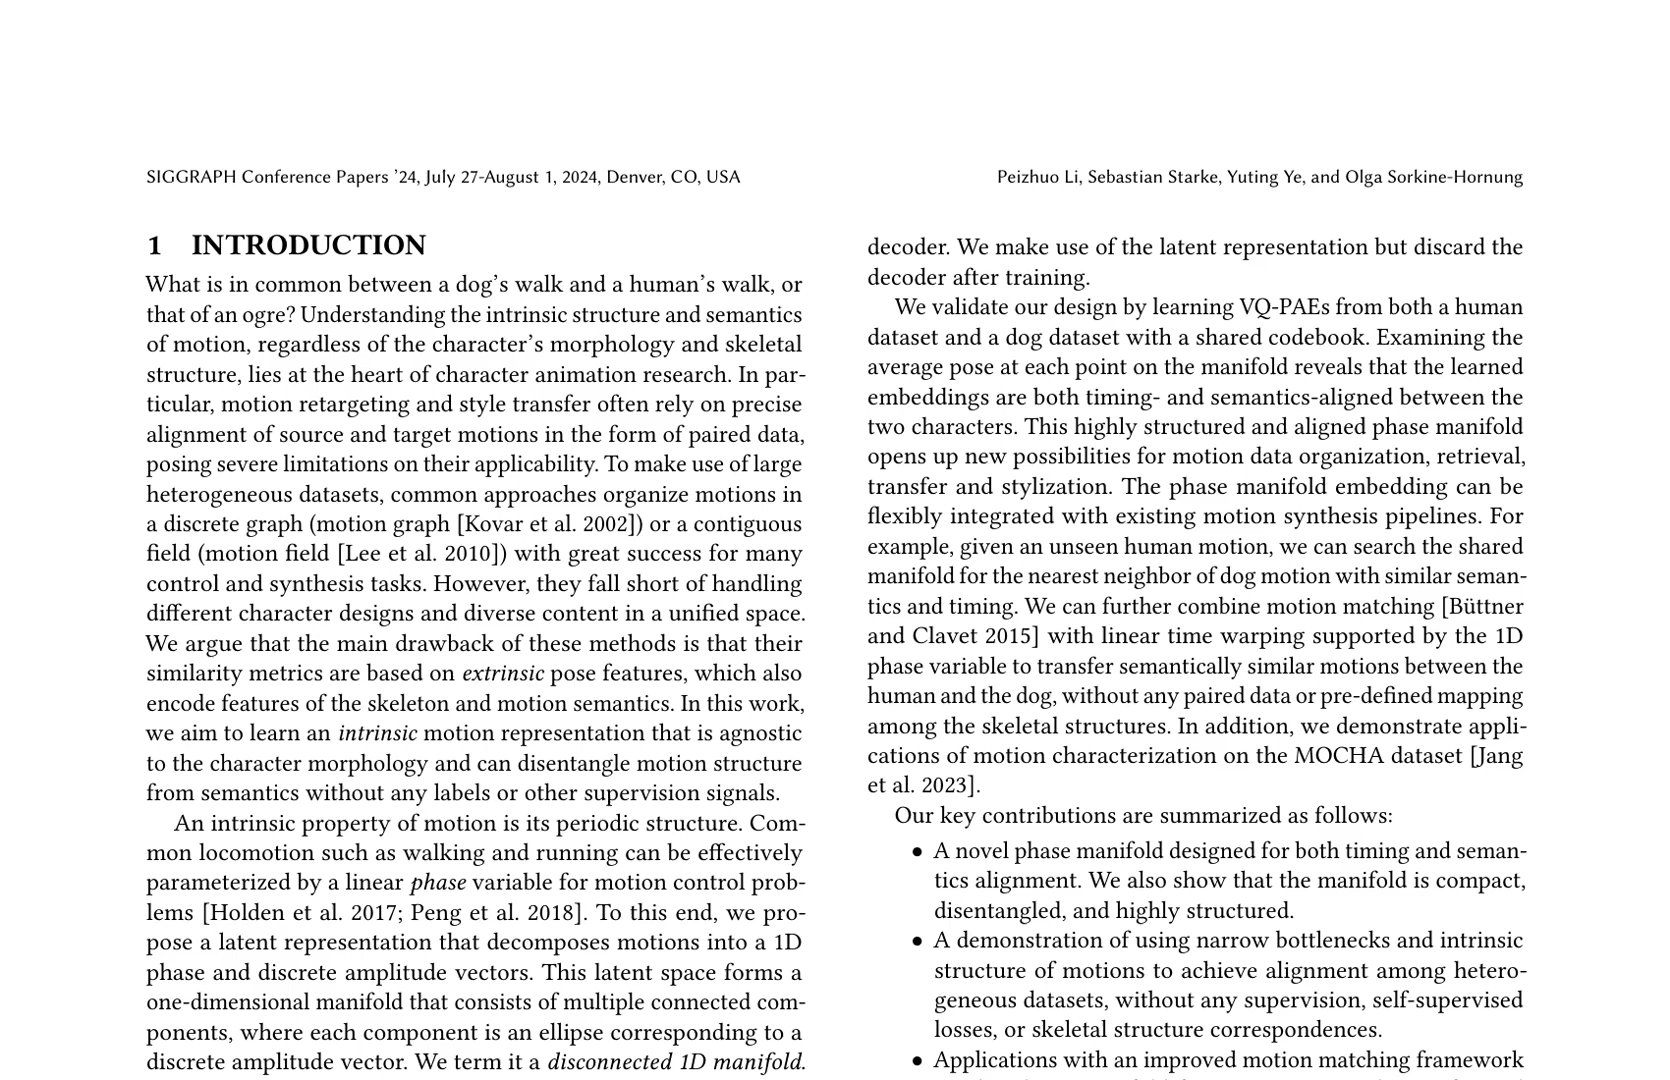 SIGGRAPH Conference Papers ’24, July 27-August 1, 2024, Denver, CO, USA
Peizhuo Li, Sebastian Starke, Yuting Ye, and Olga Sorkine-Hornung
1 INTRODUCTION
What is in common between a dog’s walk and a human’s walk, or
that of an ogre? Understanding the intrinsic structure and semantics
of motion, regardless of the character’s morphology and skeletal
structure, lies at the heart of character animation research. In par-
ticular, motion retargeting and style transfer often rely on precise
alignment of source and target motions in the form of paired data,
posing severe limitations on their applicability. To make use of large
heterogeneous datasets, common approaches organize motions in
a discrete graph (motion graph [Kovar et al. 2002]) or a contiguous
field (motion field [Lee et al. 2010]) with great success for many
control and synthesis tasks. However, they fall short of handling
different character designs and diverse content in a unified space.
We argue that the main drawback of these methods is that their
similarity metrics are based on extrinsic pose features, which also
encode features of the skeleton and motion semantics. In this work,
we aim to learn an intrinsic motion representation that is agnostic
to the character morphology and can disentangle motion structure
from semantics without any labels or other supervision signals.
An intrinsic property of motion is its periodic structure. Com-
mon locomotion such as walking and running can be effectively
parameterized by a linear phase variable for motion control prob-
lems [Holden et al. 2017; Peng et al. 2018]. To this end, we pro-
pose a latent representation that decomposes motions into a 1D
phase and discrete amplitude vectors. This latent space forms a
one-dimensional manifold that consists of multiple connected com-
ponents, where each component is an ellipse corresponding to a
discrete amplitude vector. We term it a disconnected 1D manifold.
decoder. We make use of the latent representation but discard the
decoder after training.
We validate our design by learning VQ-PAEs from both a human
dataset and a dog dataset with a shared codebook. Examining the
average pose at each point on the manifold reveals that the learned
embeddings are both timing- and semantics-aligned between the
two characters. This highly structured and aligned phase manifold
opens up new possibilities for motion data organization, retrieval,
transfer and stylization. The phase manifold embedding can be
flexibly integrated with existing motion synthesis pipelines. For
example, given an unseen human motion, we can search the shared
manifold for the nearest neighbor of dog motion with similar seman-
tics and timing. We can further combine motion matching [Büttner
and Clavet 2015] with linear time warping supported by the 1D
phase variable to transfer semantically similar motions between the
human and the dog, without any paired data or pre-defined mapping
among the skeletal structures. In addition, we demonstrate appli-
cations of motion characterization on the MOCHA dataset [Jang
et al. 2023].
Our key contributions are summarized as follows:
• A novel phase manifold designed for both timing and seman-
tics alignment. We also show that the manifold is compact,
disentangled, and highly structured.
• A demonstration of using narrow bottlenecks and intrinsic
structure of motions to achieve alignment among hetero-
geneous datasets, without any supervision, self-supervised
losses, or skeletal structure correspondences.
• Applications with an improved motion matching framework